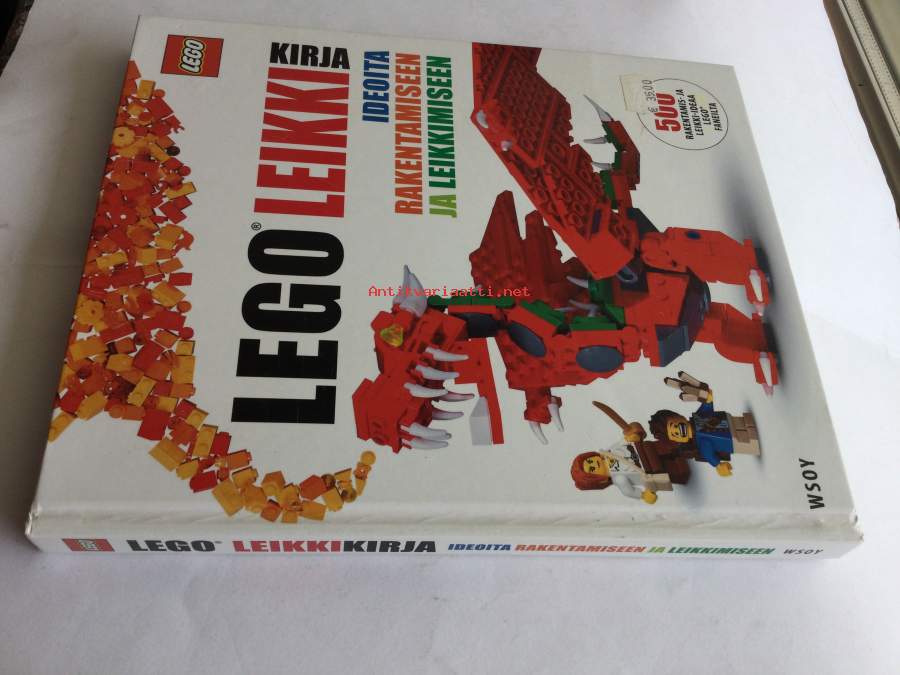 LEGO
LEGO® LEIKKI
KIRJA
IDEOITA
RAKENTAMISEEN
JA LEIKKIMISEEN
€ 36.00
500
RAKENTAMIS- JA
LEIKKI-IDEAA
LEGO®
FANEILTA
Antikvariaatti.net
WSOY
LEGO
LEGO® LEIKKIKIRJA IDEOITA RAKENTAMISEEN JA LEIKKIMISEEN WSOY